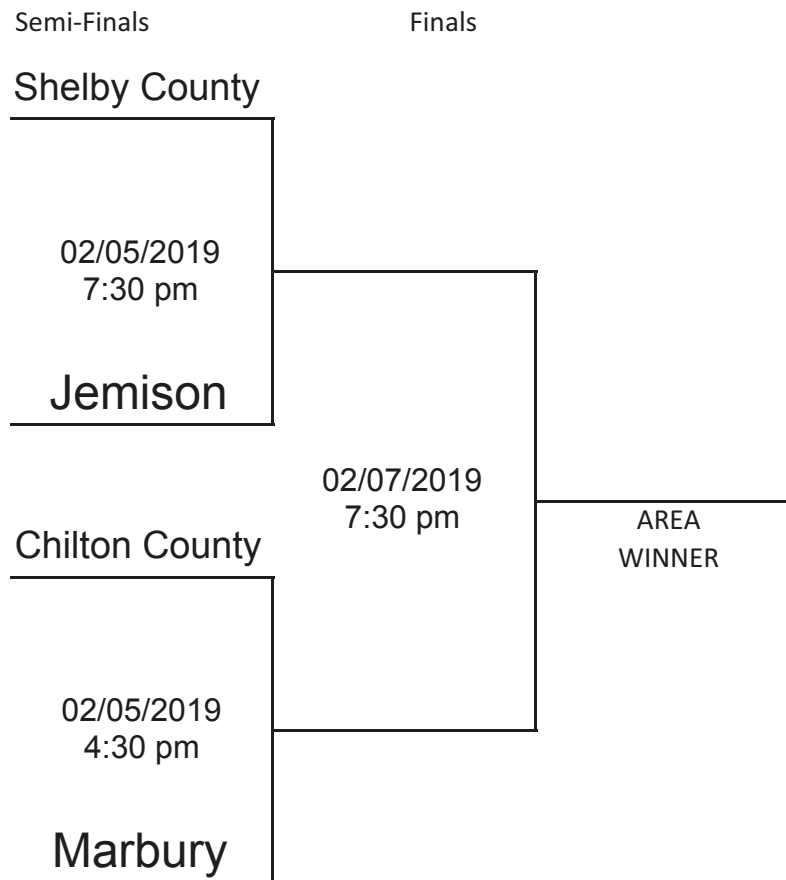 Semi-Finals
Finals
Shelby County
02/05/2019
7:30 pm
Jemison
02/07/2019
7:30 pm
AREA
WINNER
Chilton County
02/05/2019
4:30 pm
Marbury